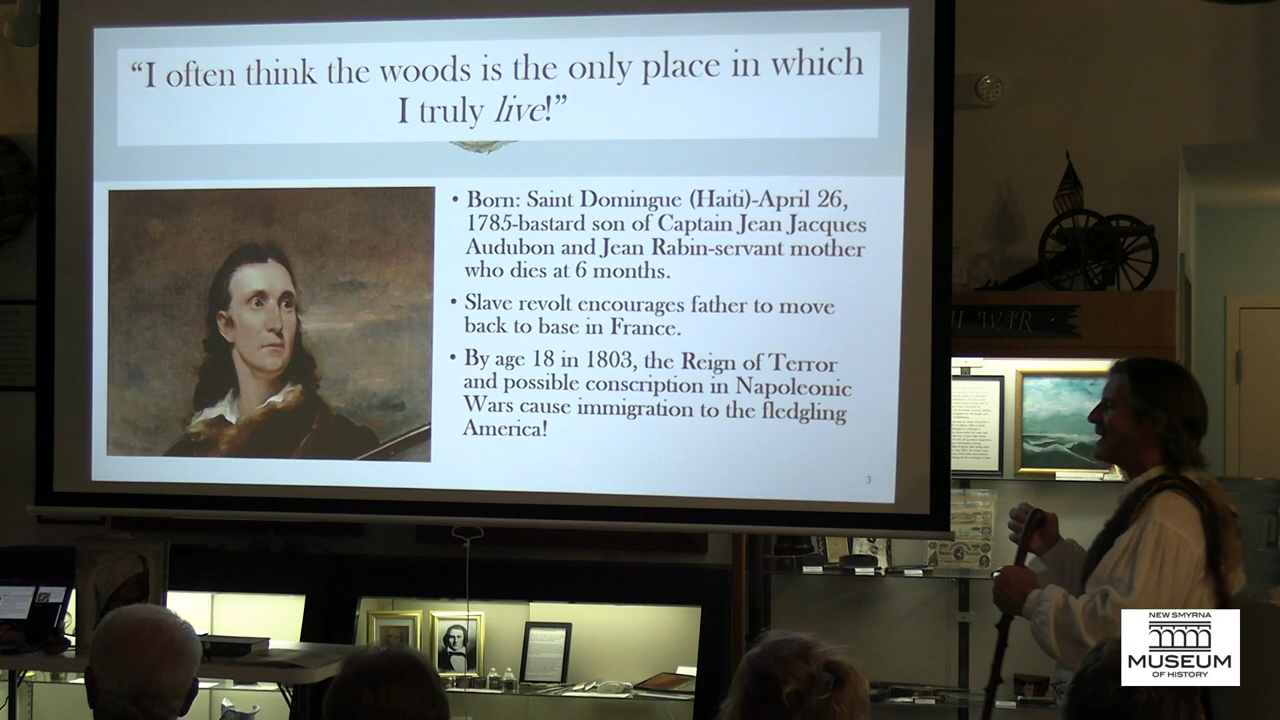 “I often think the woods is the only place in which
I truly live!”
• Born: Saint Domingue (Haiti)-April 26,
1785-bastard son of Captain Jean Jacques
Audubon and Jean Rabin-servant mother
who dies at 6 months.
• Slave revolt encourages father to move
back to base in France.
• By age 18 in 1803, the Reign of Terror
and possible conscription in Napoleonic
Wars cause immigration to the fledgling
America!
3
WAR
NEW SMYRNA
MUSEUM
OF HISTORY